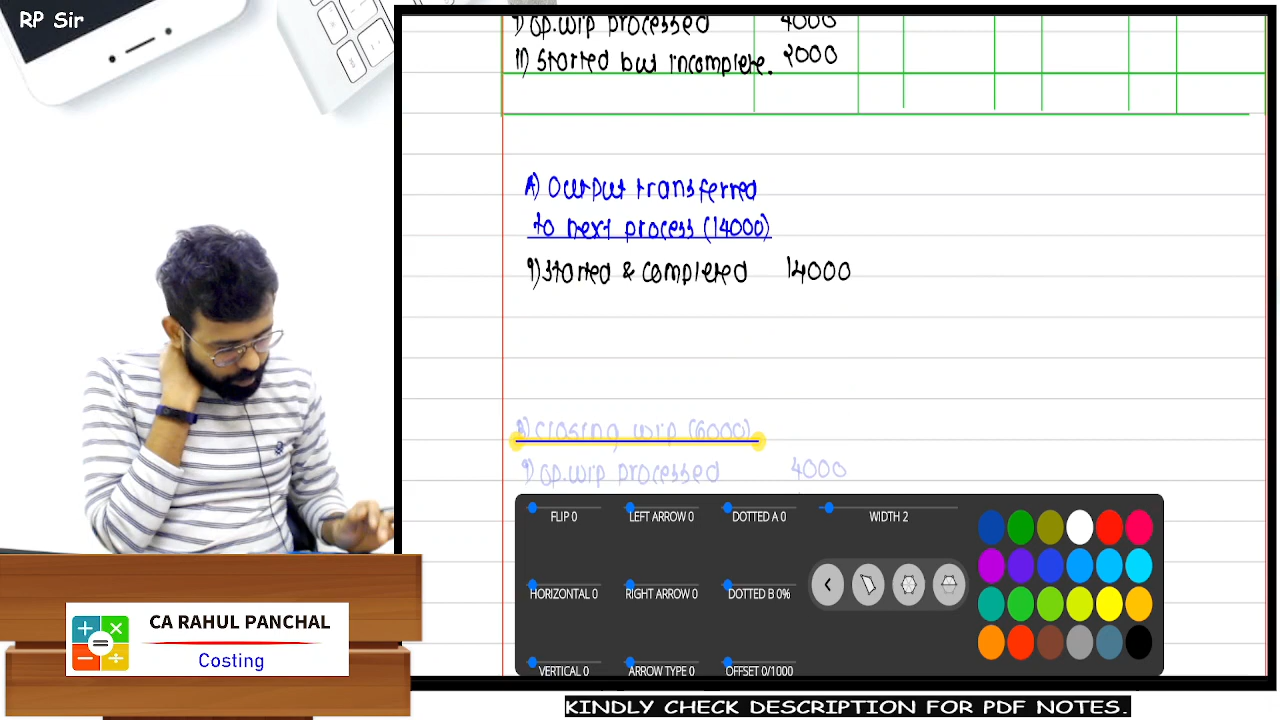 RP Sir
i) op.wip processed 4000
ii) Started but incomplete. 2000
A) Output transferred
to next process (14000)
i) Started & completed 14000
B) Closing wip (6000)
i) op.wip processed 4000
FLIP 0 LEFT ARROW 0 DOTTED A 0 WIDTH 2
HORIZONTAL 0 RIGHT ARROW 0 DOTTED B 0%
VERTICAL 0 ARROW TYPE 0 OFFSET 0/1000
CA RAHUL PANCHAL
Costing
KINDLY CHECK DESCRIPTION FOR PDF NOTES.